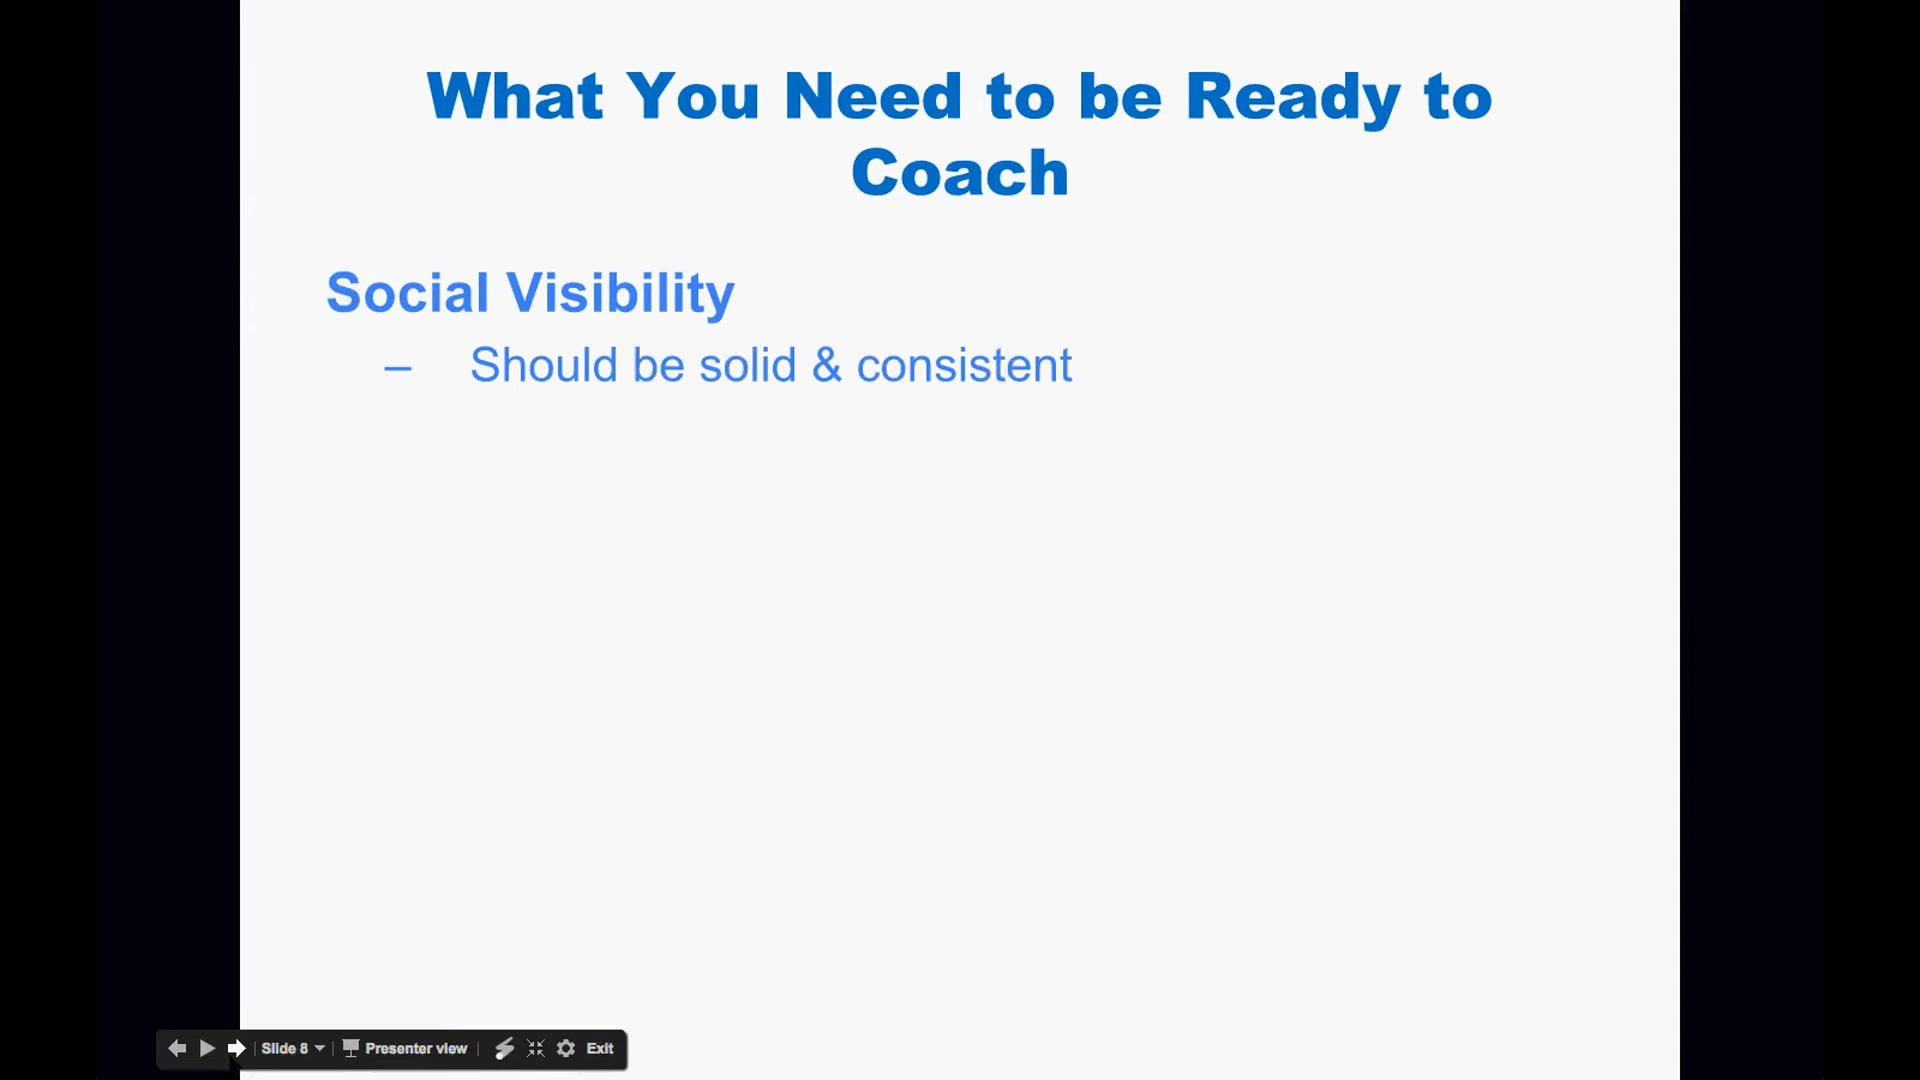 What You Need to be Ready to
Coach
Social Visibility
– Should be solid & consistent
Slide 8 Presenter view Exit